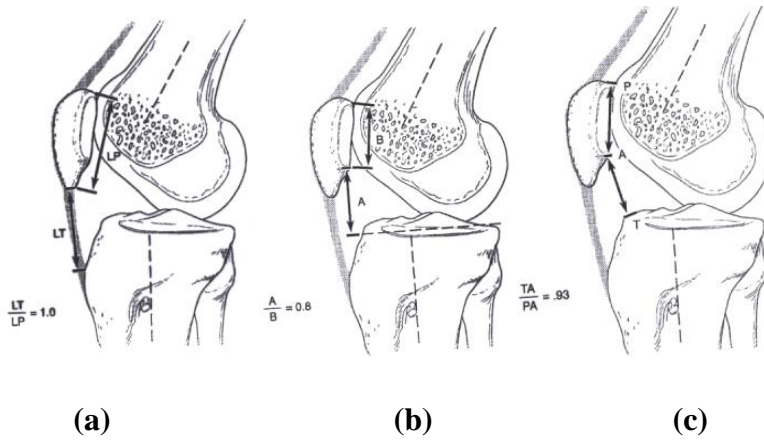 LP
LT
LT
LP = 1.0
(a)
B
A
A
B = 0.8
(b)
P
A
T
TA
PA = .93
(c)